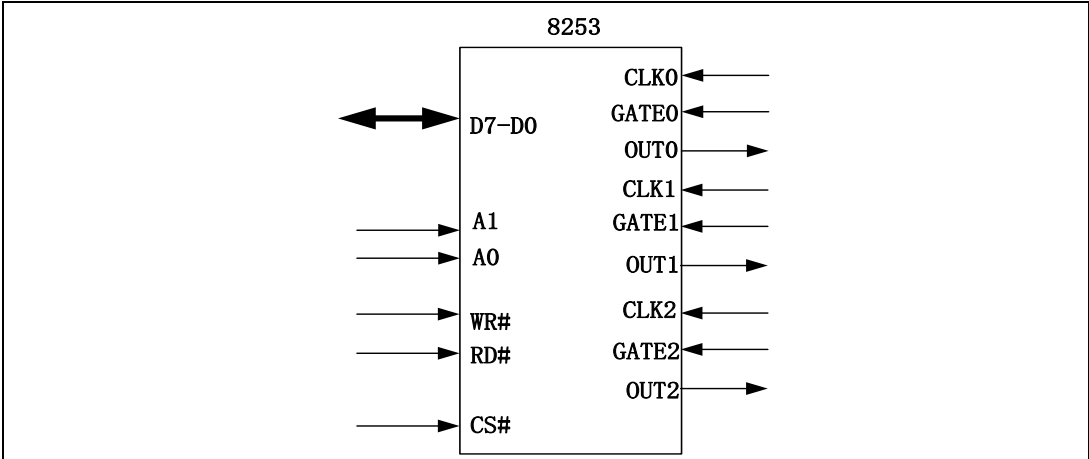 8253
D7-D0
A1
A0
WR#
RD#
CS#
CLK0
GATE0
OUT0
CLK1
GATE1
OUT1
CLK2
GATE2
OUT2